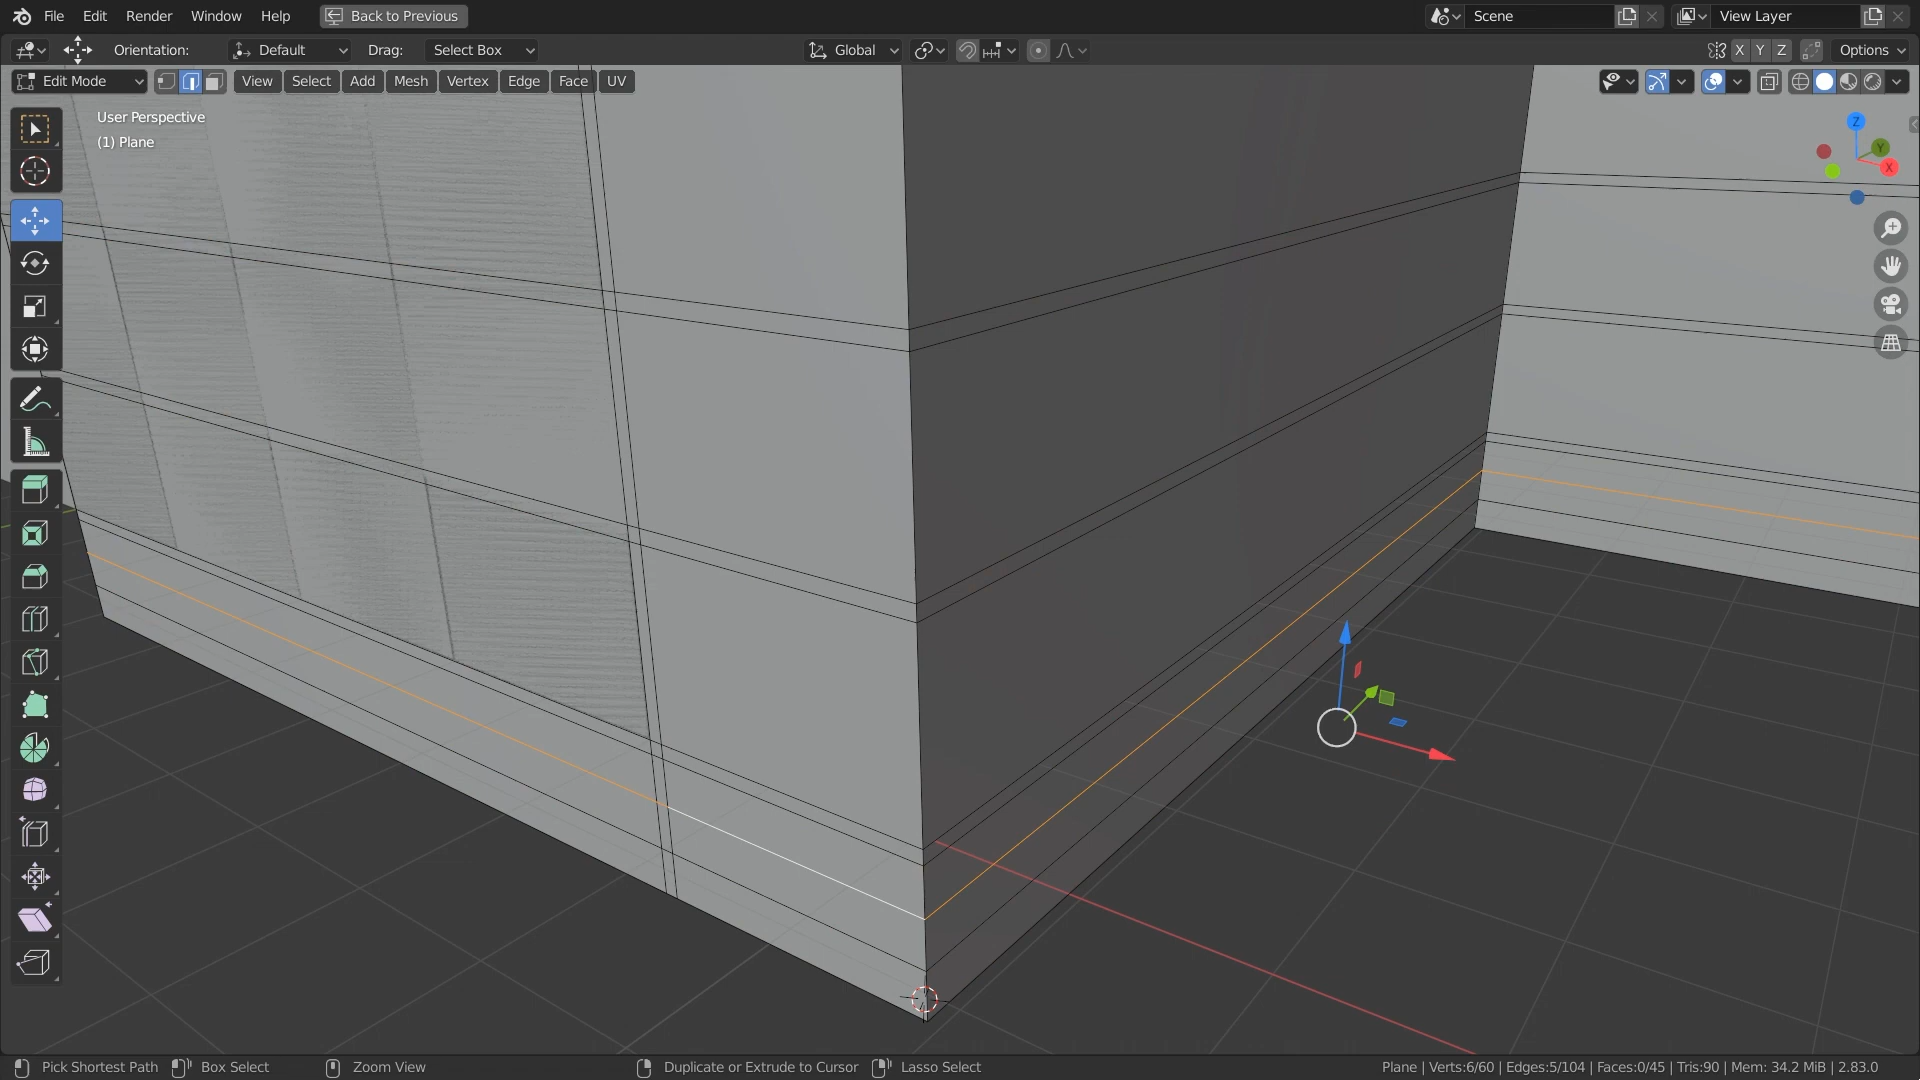 File Edit Render Window Help Back to Previous Scene View Layer
Orientation: Default Drag: Select Box Global X Y Z Options
Edit Mode View Select Add Mesh Vertex Edge Face UV
User Perspective
(1) Plane
Z
Y
X
Pick Shortest Path Box Select Zoom View Duplicate or Extrude to Cursor Lasso Select Plane | Verts:6/60 | Edges:5/104 | Faces:0/45 | Tris:90 | Mem: 34.2 MiB | 2.83.0